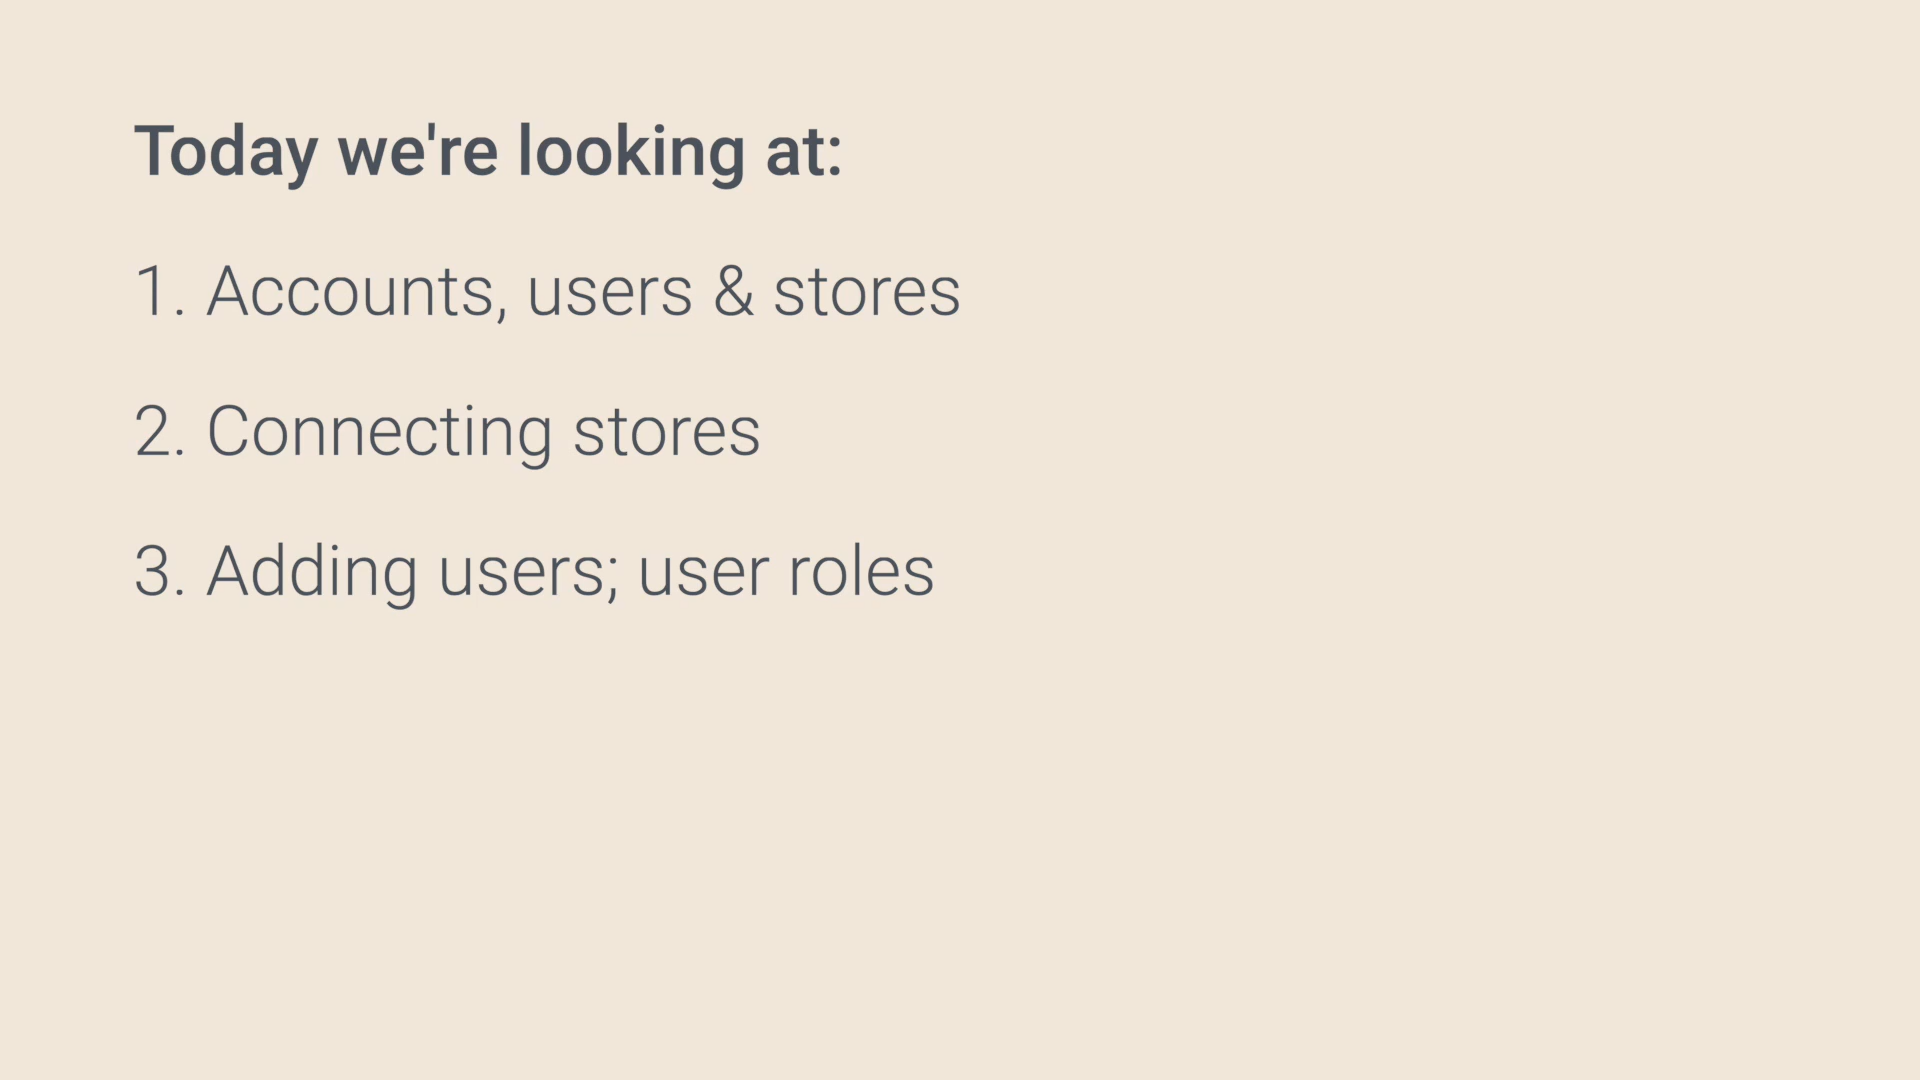 Today we're looking at:
1. Accounts, users & stores
2. Connecting stores
3. Adding users; user roles